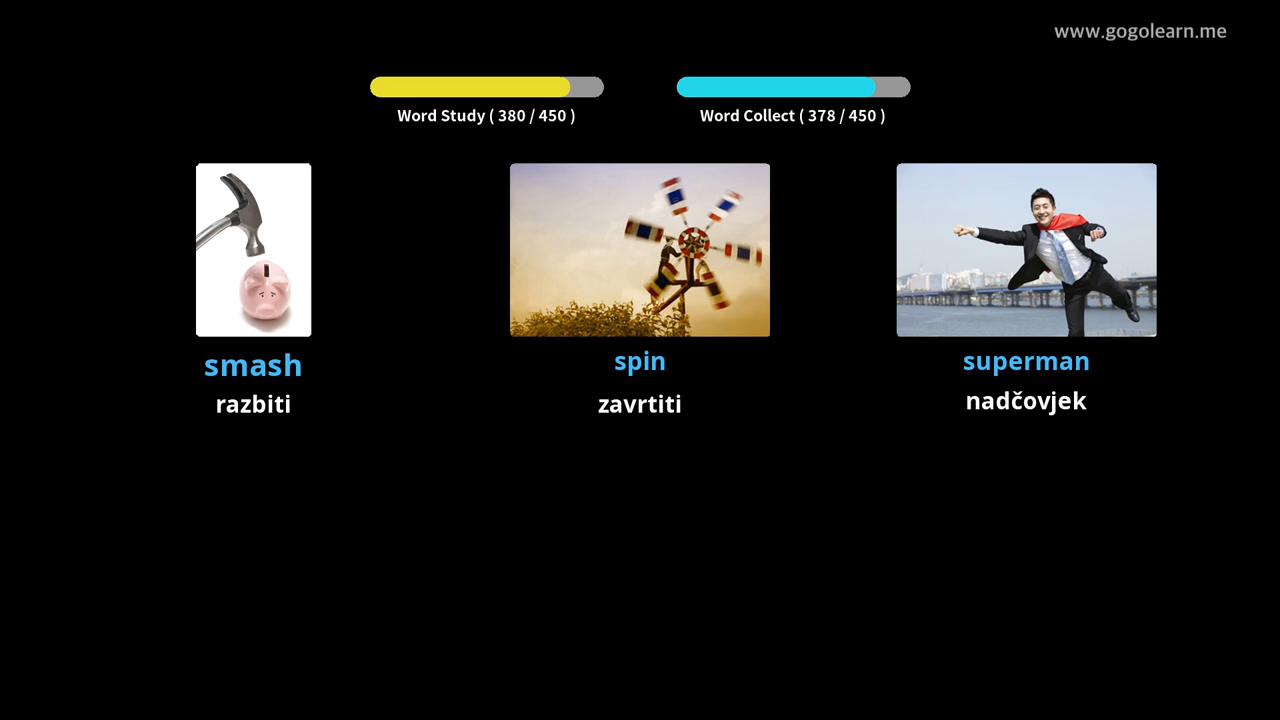 www.gogolearn.me
Word Study ( 380 / 450 )
Word Collect ( 378 / 450 )
smash
razbiti
spin
zavrtiti
superman
nadčovjek